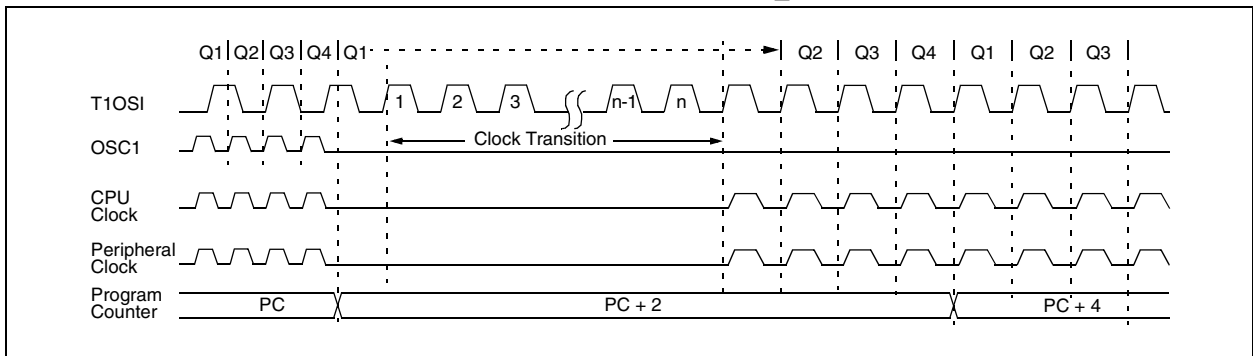 Q1 Q2 Q3 Q4 Q1 Q2 Q3 Q4 Q1 Q2 Q3
T1OSI 1 2 3 n-1 n
Clock Transition
OSC1
CPU
Clock
Peripheral
Clock
Program
Counter
PC PC + 2 PC + 4